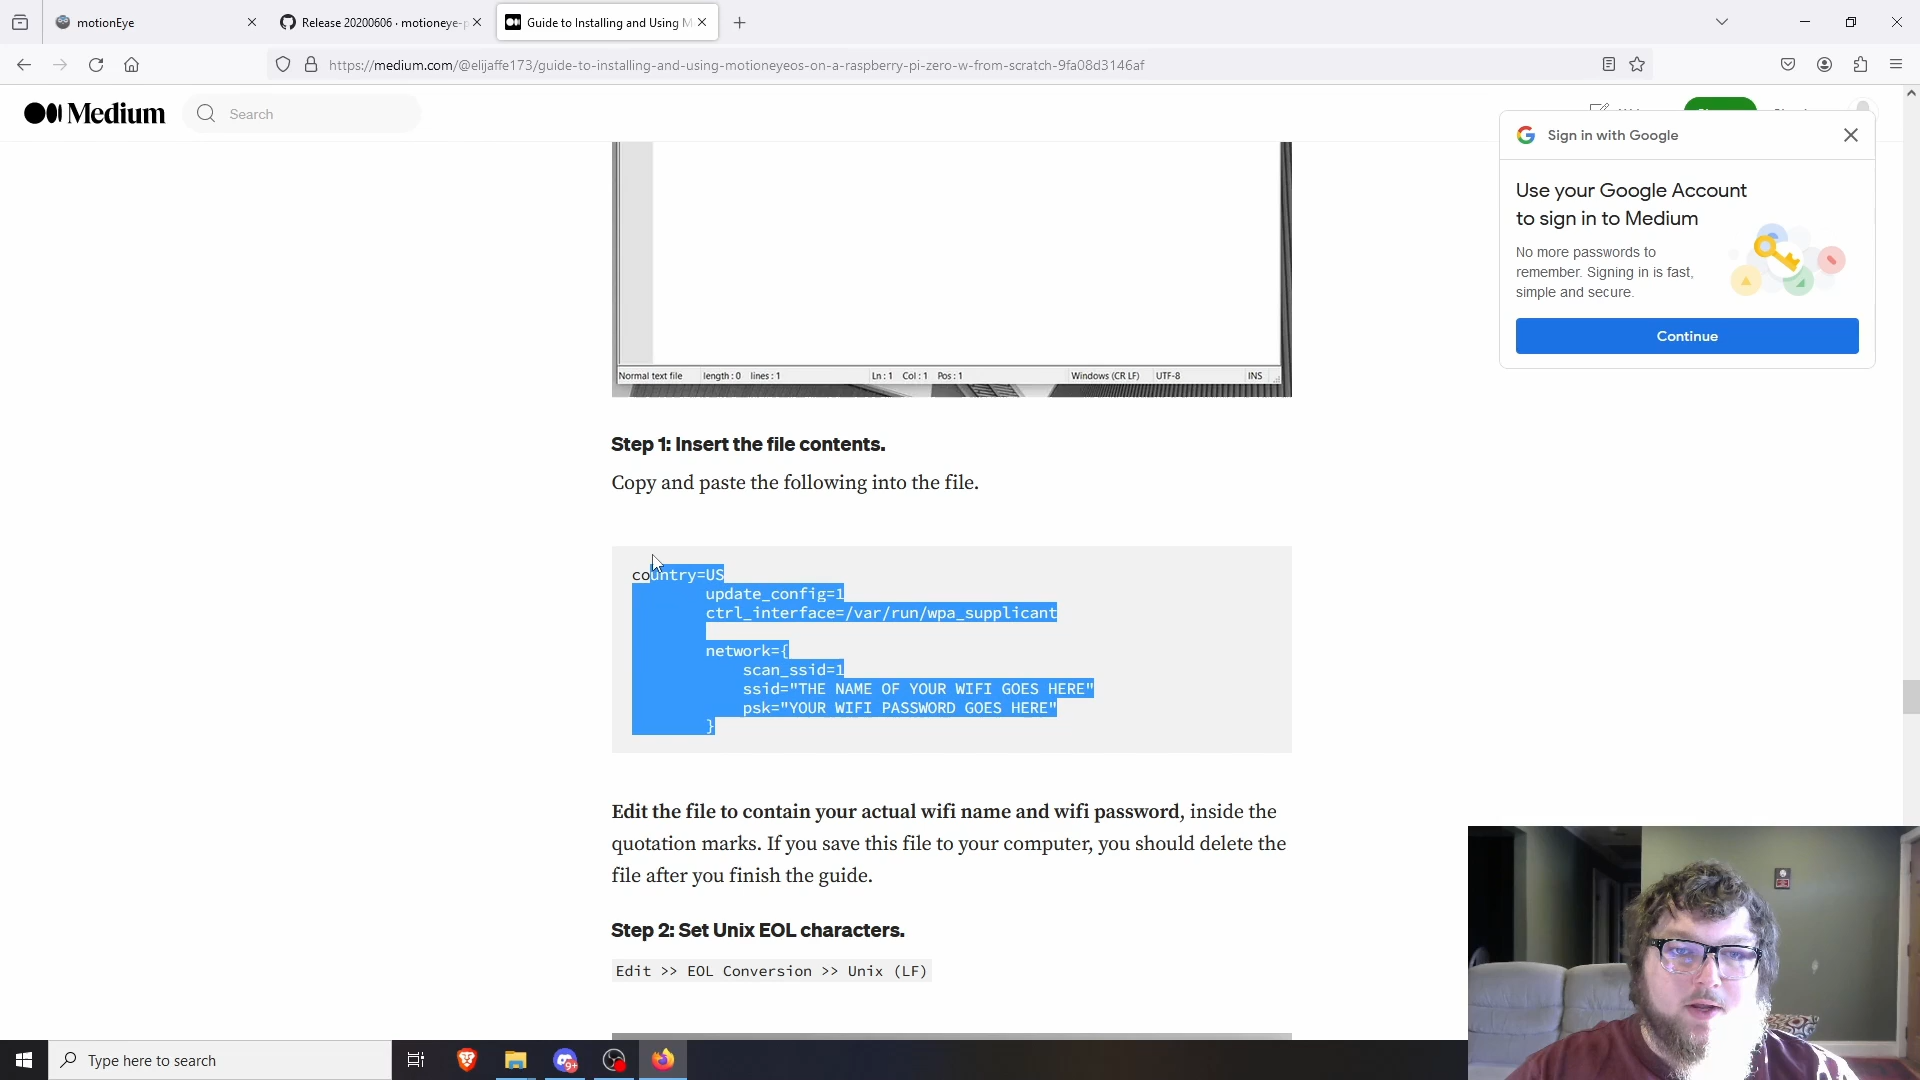 motionEye
Release 20200606 · motioneye-p
Guide to Installing and Using M
https://medium.com/@elijaffe173/guide-to-installing-and-using-motioneyeos-on-a-raspberry-pi-zero-w-from-scratch-9fa08d3146af
Medium
Search
Sign in with Google
Use your Google Account
to sign in to Medium
No more passwords to
remember. Signing in is fast,
simple and secure.
Continue
Normal text file length : 0 lines : 1 Ln : 1 Col : 1 Pos : 1 Windows (CR LF) UTF-8 INS
Step 1: Insert the file contents.
Copy and paste the following into the file.
country=US
update_config=1
ctrl_interface=/var/run/wpa_supplicant
network={
scan_ssid=1
ssid="THE NAME OF YOUR WIFI GOES HERE"
psk="YOUR WIFI PASSWORD GOES HERE"
}
Edit the file to contain your actual wifi name and wifi password, inside the
quotation marks. If you save this file to your computer, you should delete the
file after you finish the guide.
Step 2: Set Unix EOL characters.
Edit >> EOL Conversion >> Unix (LF)
Type here to search
9+